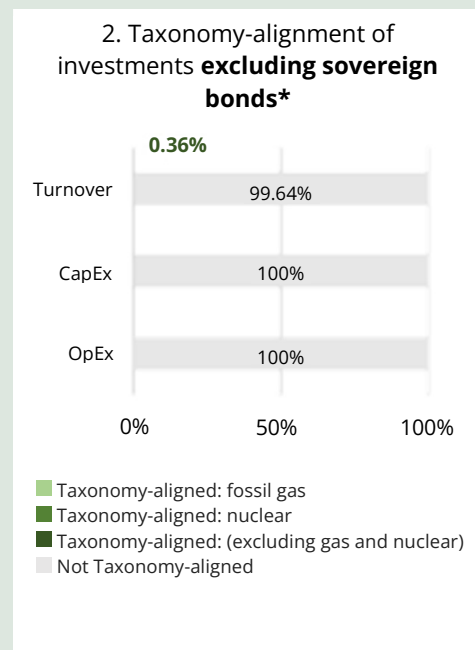 2. Taxonomy-alignment of
investments excluding sovereign
bonds*
0.36%
Turnover
99.64%
CapEx
100%
OpEx
100%
0%
50%
100%
Taxonomy-aligned: fossil gas
Taxonomy-aligned: nuclear
Taxonomy-aligned: (excluding gas and nuclear)
Not Taxonomy-aligned